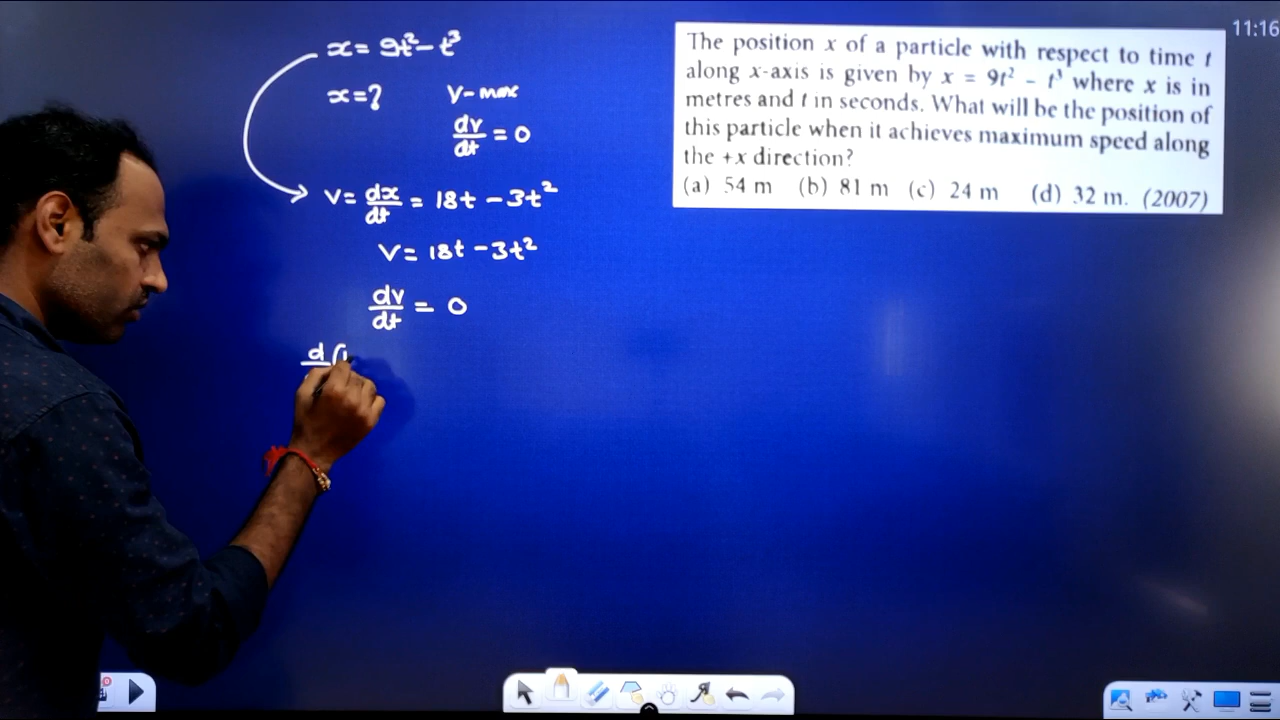 x = 9t² - t³
x = ?
V - max
dv/dt = 0
V = dx/dt = 18t - 3t²
V = 18t - 3t²
dv/dt = 0
d (
The position x of a particle with respect to time t
along x-axis is given by x = 9t² - t³ where x is in
metres and t in seconds. What will be the position of
this particle when it achieves maximum speed along
the +x direction?
(a) 54 m (b) 81 m (c) 24 m (d) 32 m. (2007)
11:16